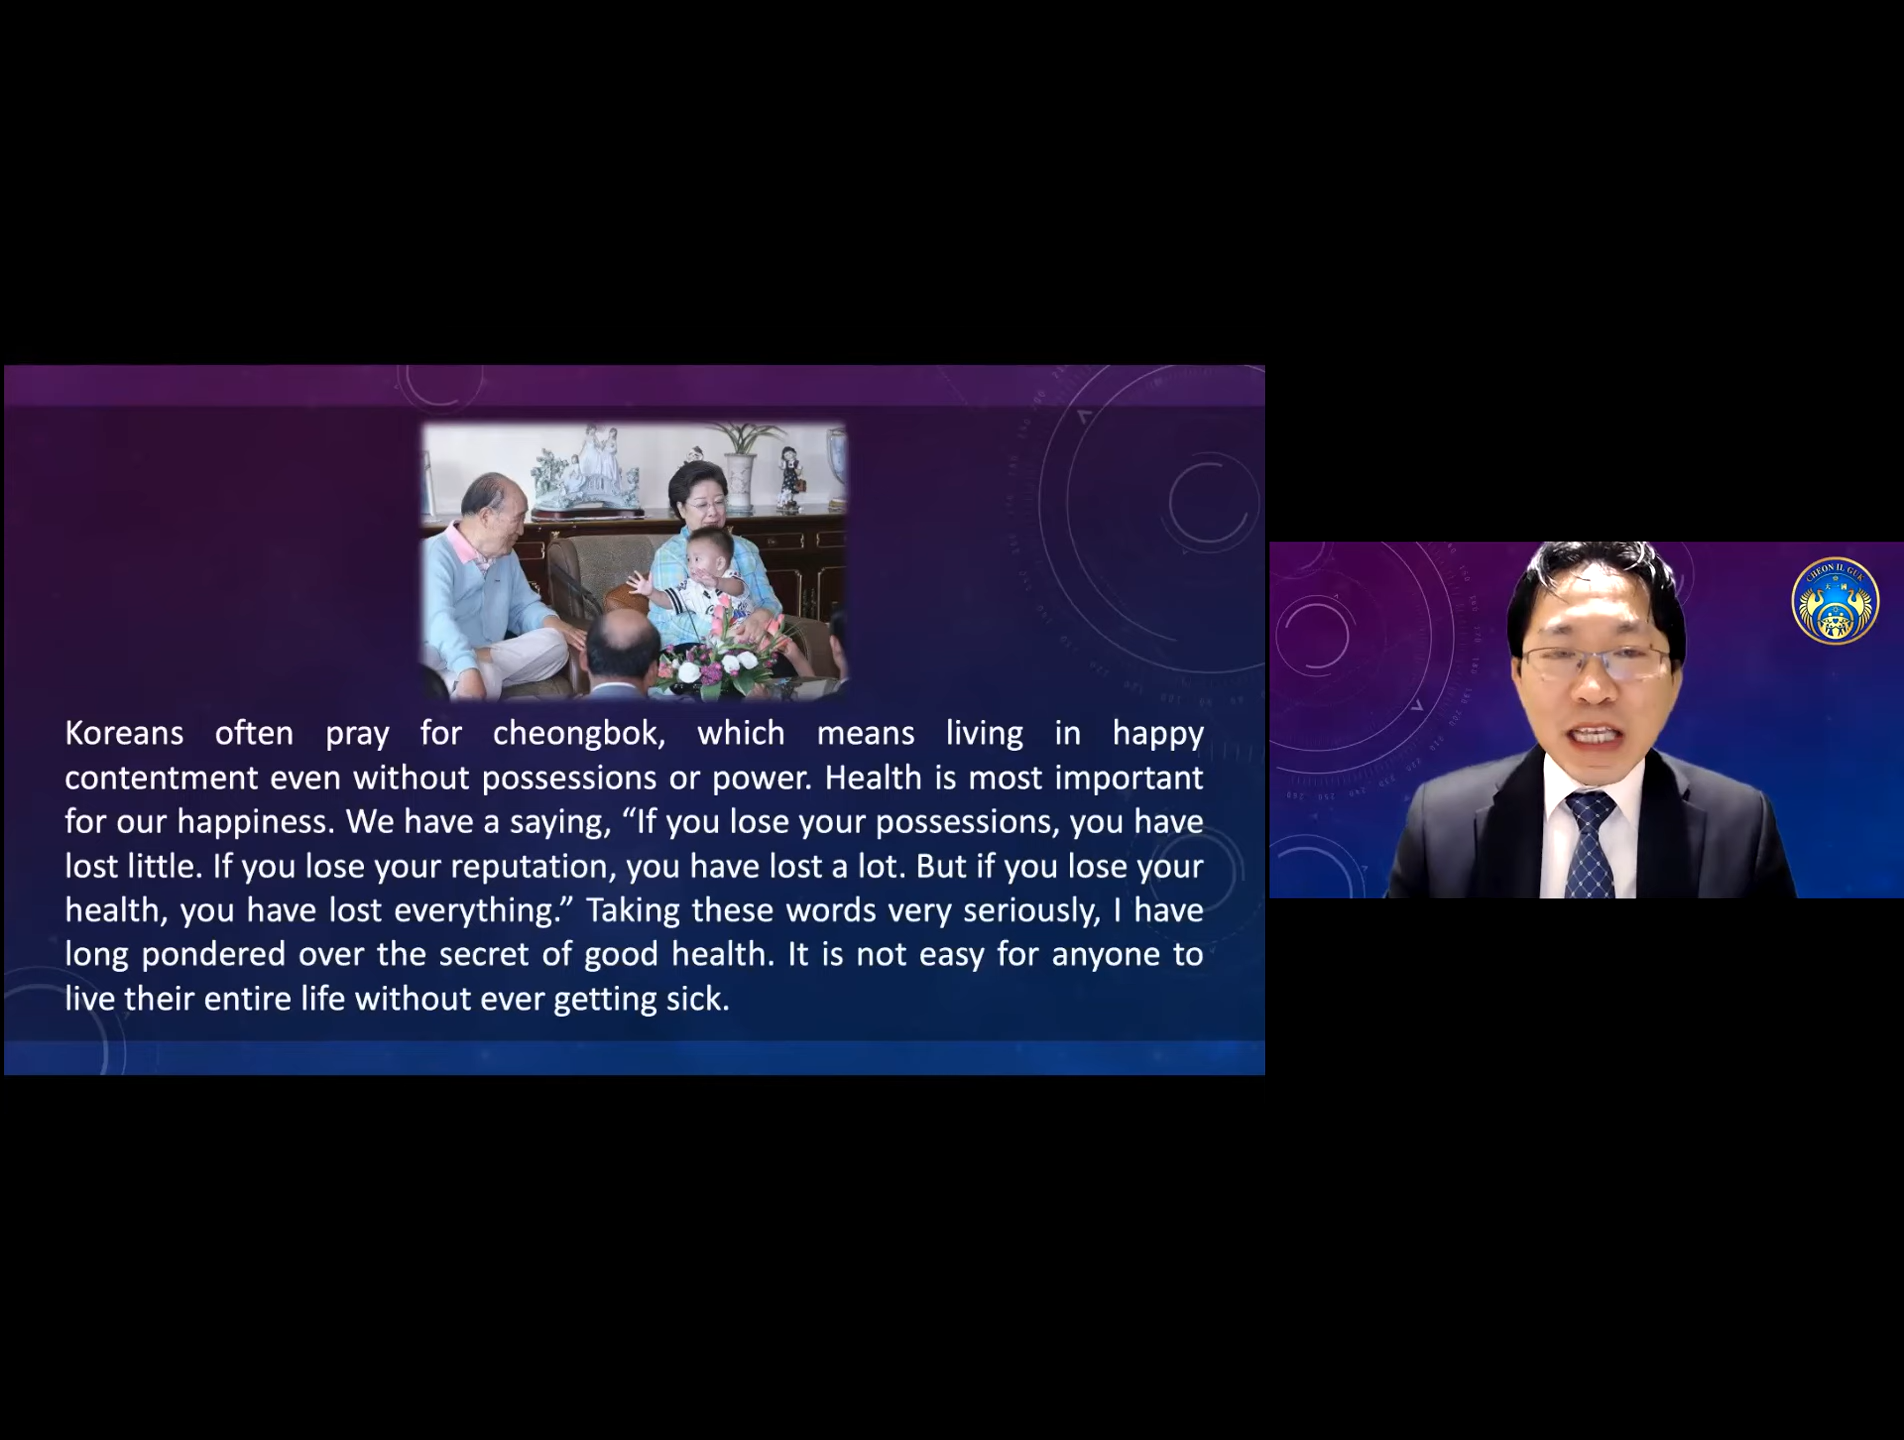 Koreans often pray for cheongbok, which means living in happy
contentment even without possessions or power. Health is most important
for our happiness. We have a saying, “If you lose your possessions, you have
lost little. If you lose your reputation, you have lost a lot. But if you lose your
health, you have lost everything.” Taking these words very seriously, I have
long pondered over the secret of good health. It is not easy for anyone to
live their entire life without ever getting sick.
CHEON IL GUK